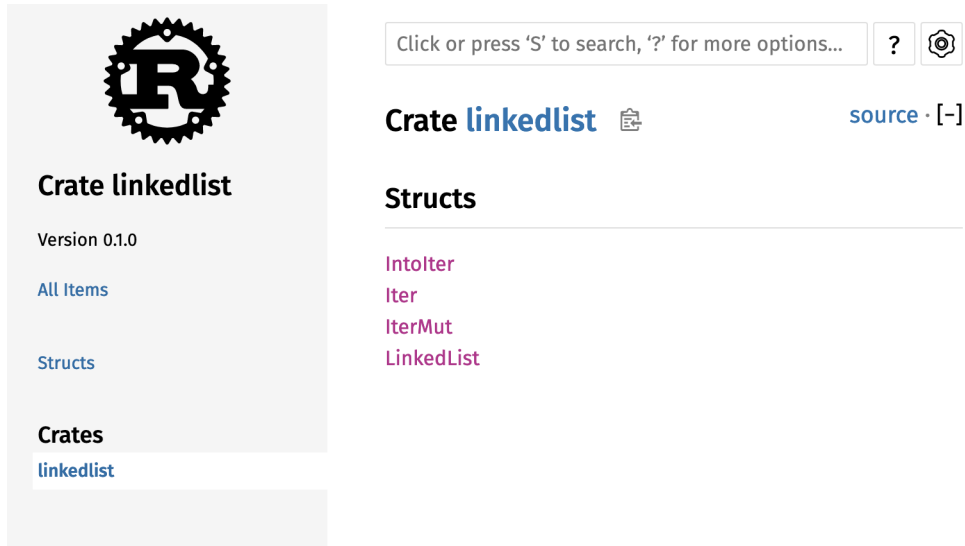 R
Crate linkedlist
Version 0.1.0
All Items
Structs
Crates
linkedlist
Click or press ‘S’ to search, ‘?’ for more options…
?
Crate linkedlist
source · [−]
Structs
IntoIter
Iter
IterMut
LinkedList